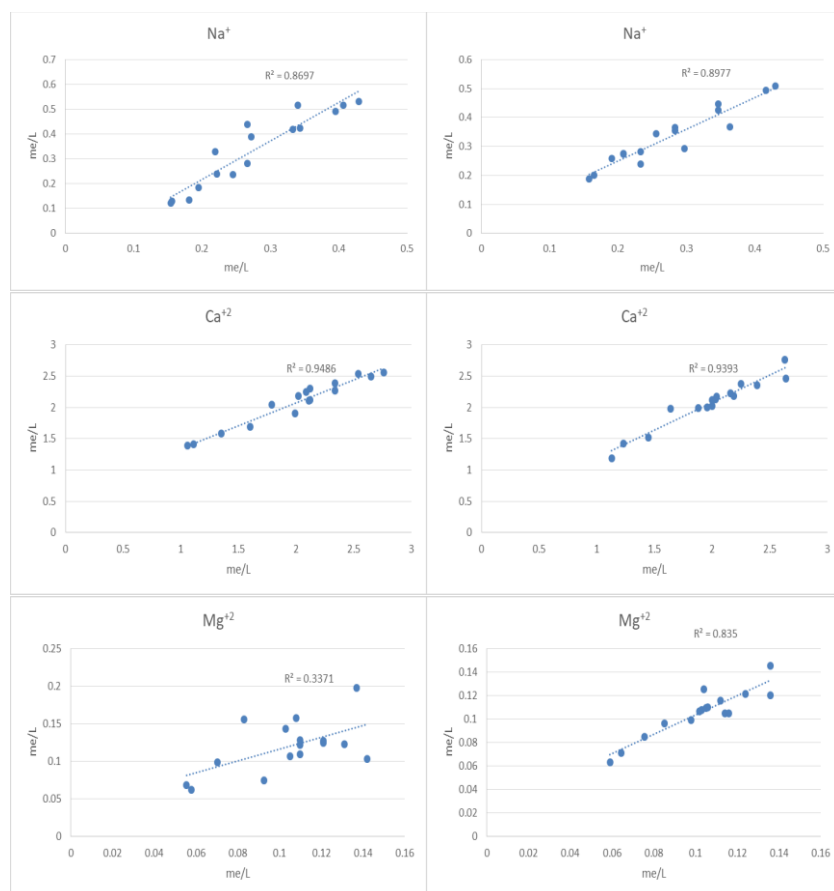 Na⁺
R² = 0.8697
0.7
0.6
0.5
0.4
0.3
0.2
0.1
0
me/L
0 0.1 0.2 0.3 0.4 0.5
me/L
Na⁺
R² = 0.8977
0.6
0.5
0.4
0.3
0.2
0.1
0
me/L
0 0.1 0.2 0.3 0.4 0.5
me/L
Ca⁺²
R² = 0.9486
3
2.5
2
1.5
1
0.5
0
me/L
0 0.5 1 1.5 2 2.5 3
me/L
Ca⁺²
R² = 0.9393
3
2.5
2
1.5
1
0.5
0
me/L
0 0.5 1 1.5 2 2.5 3
me/L
Mg⁺²
R² = 0.3371
0.25
0.2
0.15
0.1
0.05
0
me/L
0 0.02 0.04 0.06 0.08 0.1 0.12 0.14 0.16
me/L
Mg⁺²
R² = 0.835
0.16
0.14
0.12
0.1
0.08
0.06
0.04
0.02
0
me/L
0 0.02 0.04 0.06 0.08 0.1 0.12 0.14 0.16
me/L